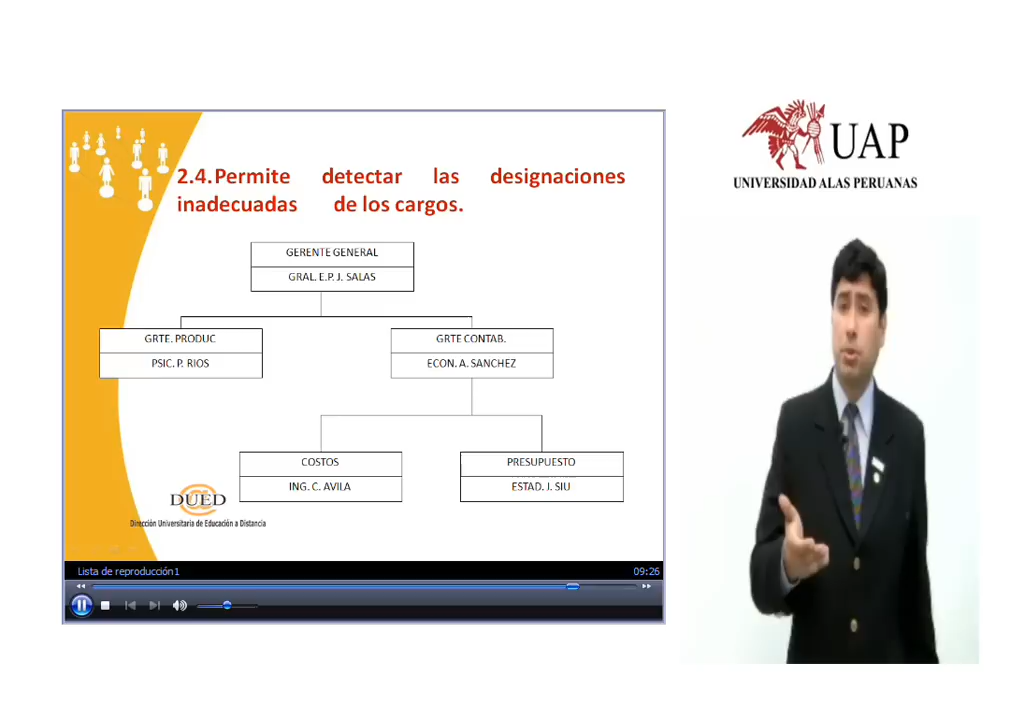 UAP
UNIVERSIDAD ALAS PERUANAS
2.4.Permite detectar las designaciones
inadecuadas de los cargos.
GERENTE GENERAL
GRAL. E.P. J. SALAS
GRTE. PRODUC
PSIC. P. RIOS
GRTE CONTAB.
ECON. A. SANCHEZ
COSTOS
ING. C. AVILA
PRESUPUESTO
ESTAD. J. SIU
DUED
Dirección Universitaria de Educación a Distancia
Lista de reproducción1
09:26